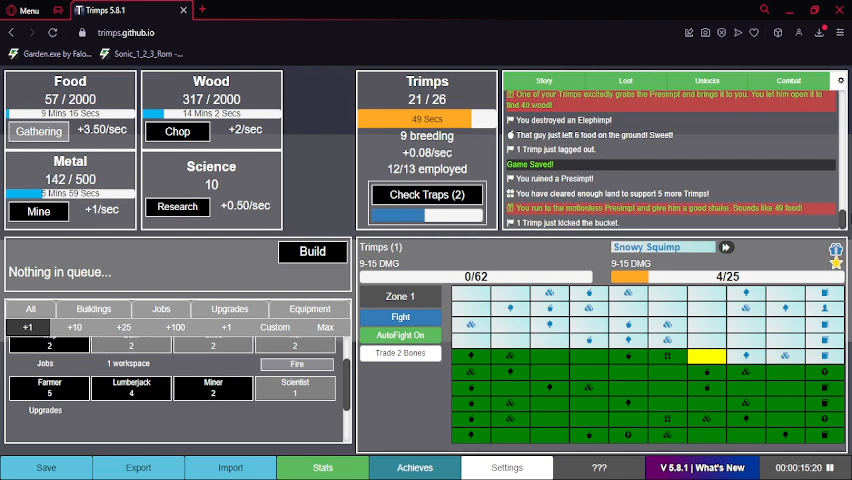 Menu
Trimps 5.8.1
trimps.github.io
Garden.exe by Falo...
Sonic_1_2_3_Rom -...
Food
57 / 2000
9 Mins 16 Secs
Gathering
+3.50/sec
Wood
317 / 2000
14 Mins 2 Secs
Chop
+2/sec
Metal
142 / 500
5 Mins 59 Secs
Mine
+1/sec
Science
10
Research
+0.50/sec
Trimps
21 / 26
49 Secs
9 breeding
+0.08/sec
12/13 employed
Check Traps (2)
Story
Loot
Unlocks
Combat
One of your Trimps excitedly grabs the Presimpt and brings it to you. You let him open it to
find 40 wood!
You destroyed an Elephimp!
That guy just left 6 food on the ground! Sweet!
1 Trimp just logged out.
Game Saved!
You ruined a Presimpt!
You have cleared enough land to support 5 more Trimps!
You run to the motionless Presimpt and give him a good shake. Sounds like 49 food!
1 Trimp just kicked the bucket.
Build
Nothing in queue...
All
Buildings
Jobs
Upgrades
Equipment
+1
+10
+25
+100
+1
Custom
Max
2
2
2
2
Jobs
1 workspace
Fire
Farmer
5
Lumberjack
4
Miner
2
Scientist
1
Upgrades
Trimps (1)
9-15 DMG
0/62
Snowy Squimp
9-15 DMG
4/25
Zone 1
Fight
AutoFight On
Trade 2 Bones
Save
Export
Import
Stats
Achieves
Settings
???
V 5.8.1 | What's New
00:00:15:20